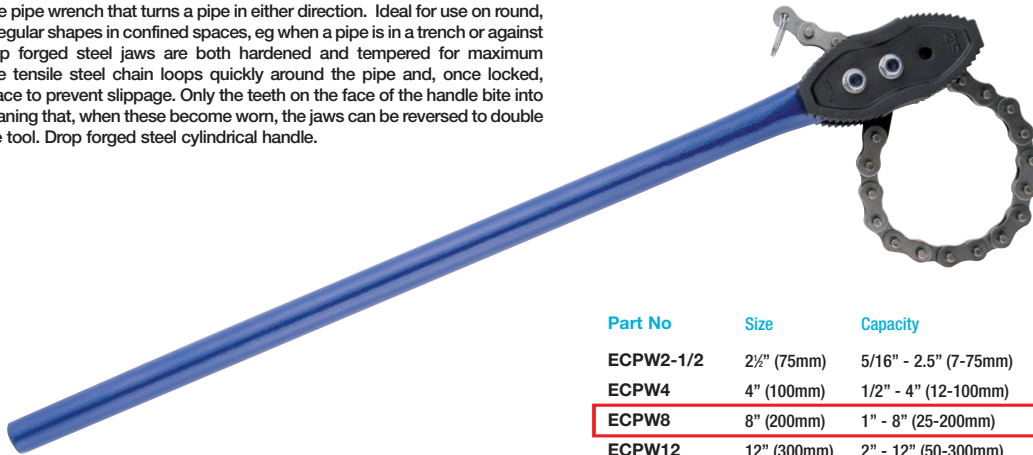 e pipe wrench that turns a pipe in either direction. Ideal for use on round,
regular shapes in confined spaces, eg when a pipe is in a trench or against
p forged steel jaws are both hardened and tempered for maximum
e tensile steel chain loops quickly around the pipe and, once locked,
ace to prevent slippage. Only the teeth on the face of the handle bite into
aning that, when these become worn, the jaws can be reversed to double
e tool. Drop forged steel cylindrical handle.
Part No Size Capacity
ECPW2-1/2 2½” (75mm) 5/16” - 2.5” (7-75mm)
ECPW4 4” (100mm) 1/2” - 4” (12-100mm)
ECPW8 8” (200mm) 1” - 8” (25-200mm)
ECPW12 12” (300mm) 2” - 12” (50-300mm)